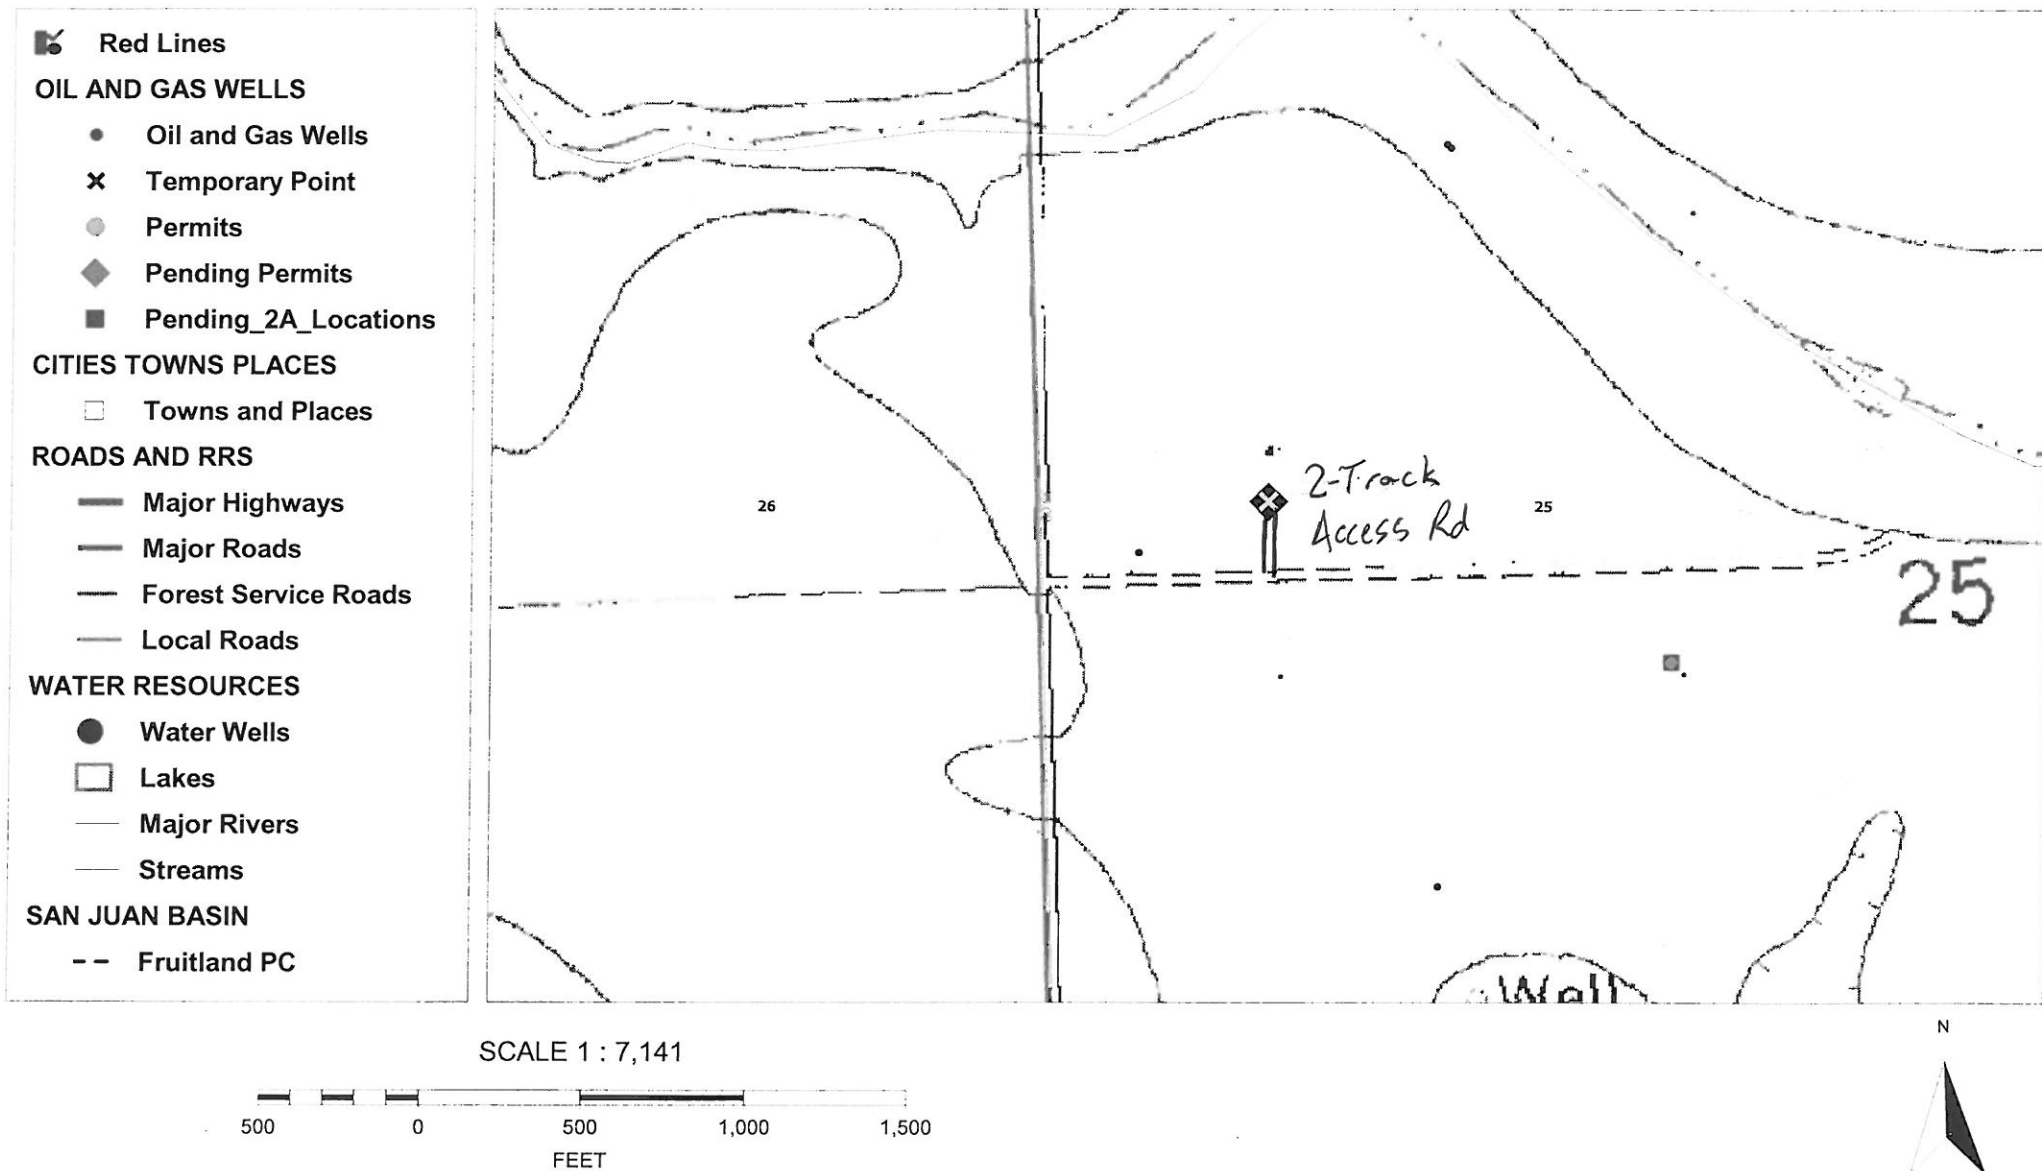 Red Lines
OIL AND GAS WELLS
Oil and Gas Wells
Temporary Point
Permits
Pending Permits
Pending_2A_Locations
CITIES TOWNS PLACES
Towns and Places
ROADS AND RRS
Major Highways
Major Roads
Forest Service Roads
Local Roads
WATER RESOURCES
Water Wells
Lakes
Major Rivers
Streams
SAN JUAN BASIN
Fruitland PC
2-Track
Access Rd
26
25
25
Well
SCALE 1 : 7,141
500 0 500 1,000 1,500
FEET
N